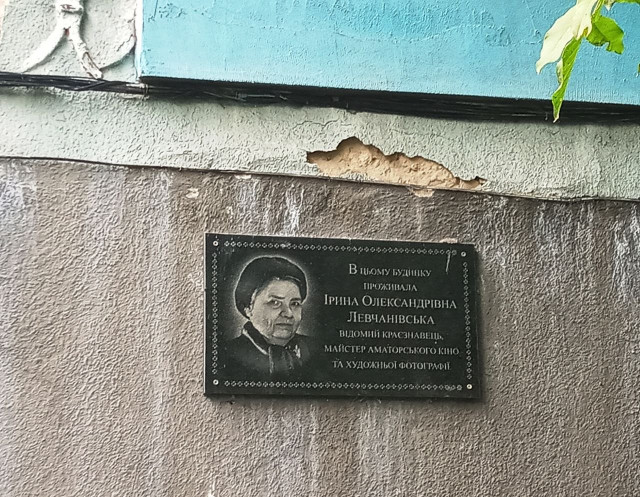 В цьому будинку
проживала
Ірина Олександрівна
Левчанівська
відомий краєзнавець,
майстер аматорського кіно
та художньої фотографії